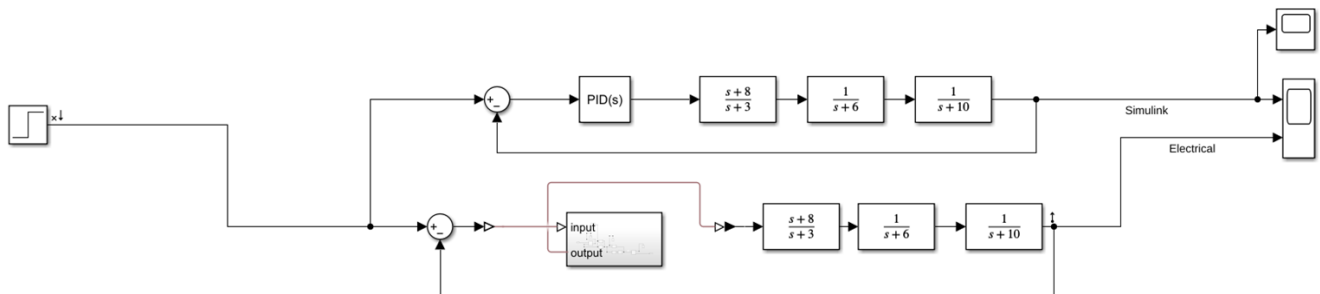 +
-
PID(s)
s + 8
s + 3
1
s + 6
1
s + 10
Simulink
Electrical
+
-
input
output
s + 8
s + 3
1
s + 6
1
s + 10